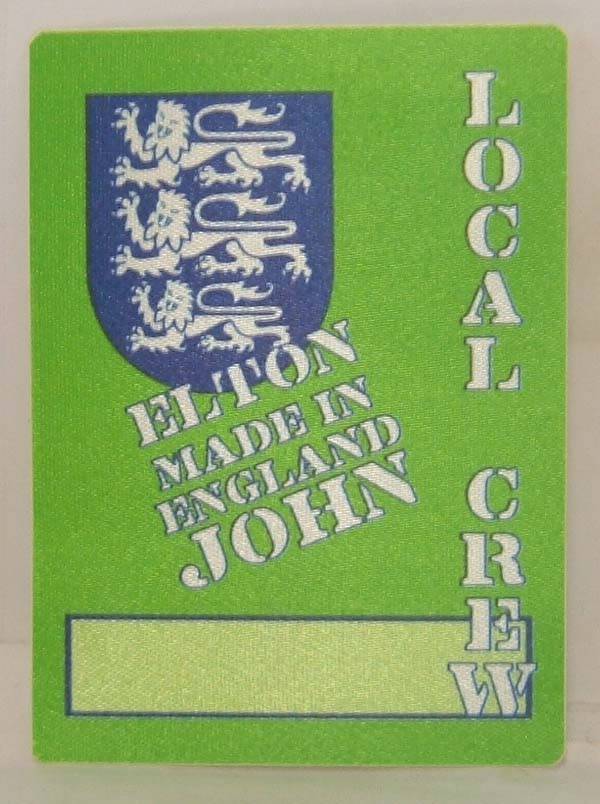 ELTON
MADE IN
ENGLAND
JOHN
LOCAL CREW